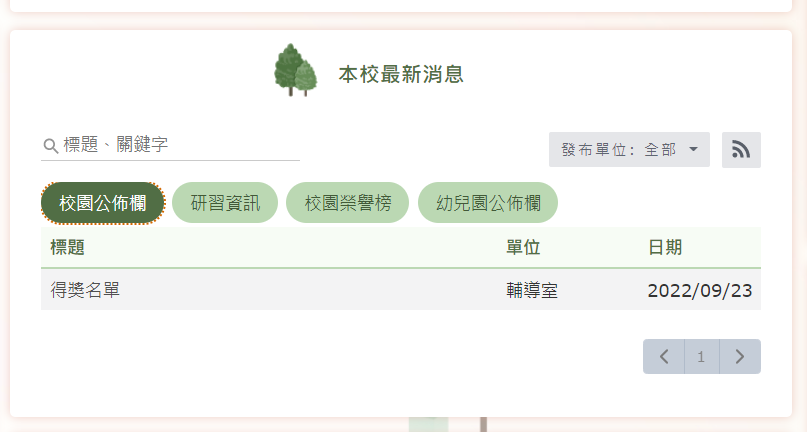 本校最新消息
標題、關鍵字
發布單位: 全部
校園公佈欄 研習資訊 校園榮譽榜 幼兒園公佈欄
標題 單位 日期
得獎名單 輔導室 2022/09/23
1